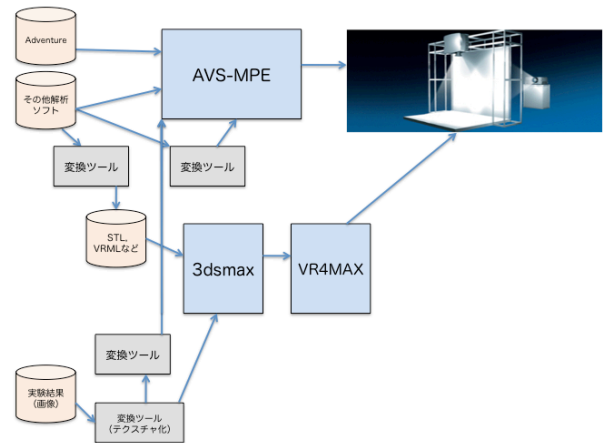 Adventure
AVS-MPE
その他解析
ソフト
変換ツール
変換ツール
STL,
VRMLなど
3dsmax
VR4MAX
変換ツール
実験結果
(画像)
変換ツール
(テクスチャ化)